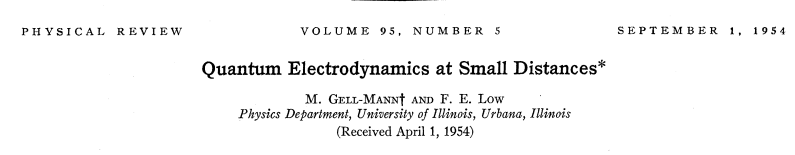 PHYSICAL REVIEW VOLUME 95, NUMBER 5 SEPTEMBER 1, 1954
Quantum Electrodynamics at Small Distances*
M. GELL-MANN† AND F. E. LOW
Physics Department, University of Illinois, Urbana, Illinois
(Received April 1, 1954)